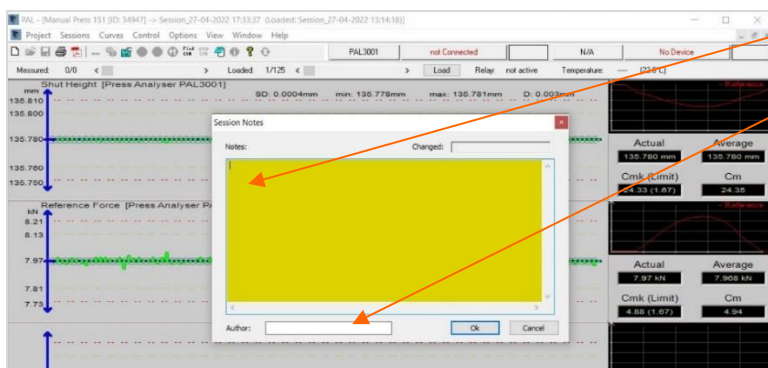 PAL - [Manual Press 151 [ID: 34947] -> Session_27-04-2022 17:33:37 (Loaded: Session_27-04-2022 13:14:18)]
Project Sessions Curves Control Options View Window Help
PAL3001 not Connected N/A No Device
Measured: 0/0 < > Loaded: 1/125 < > Load Relay: not active Temperature: ---- (22.8°C)
Shut Height [Press Analyser PAL3001]
mm SD: 0.0004mm min: 135.778mm max: 135.781mm D: 0.003mm
135.810
135.800
135.780
135.760
135.750
Reference
Actual Average
135.780 mm 135.780 mm
Cmk (Limit) Cm
24.33 (1.67) 24.38
Session Notes
Notes: Changed:
Author: Ok Cancel
Reference Force [Press Analyser PA
kN
8.21
8.13
7.97
7.81
7.73
Reference
Actual Average
7.97 kN 7.968 kN
Cmk (Limit) Cm
4.88 (1.67) 4.94